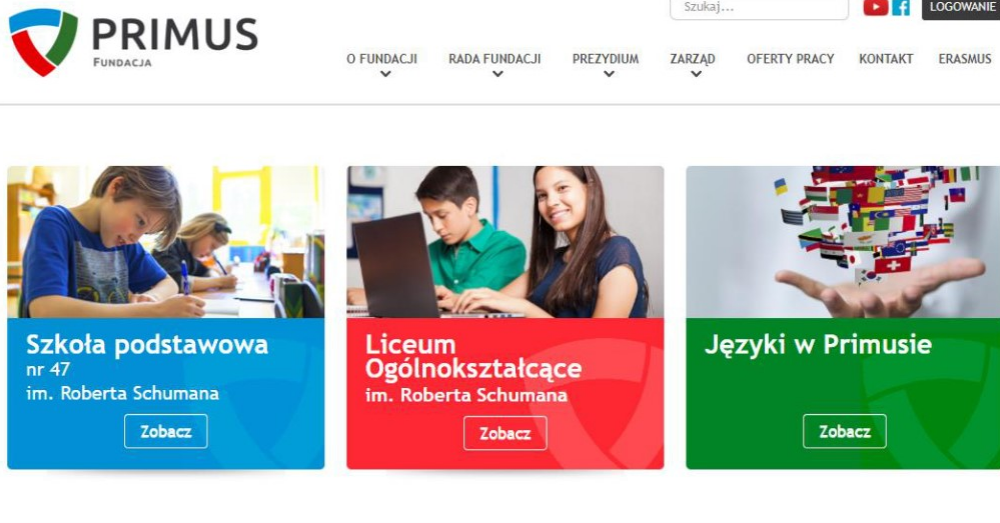 Szukaj...
LOGOWANIE
PRIMUS
FUNDACJA
O FUNDACJI RADA FUNDACJI PREZYDIUM ZARZĄD OFERTY PRACY KONTAKT ERASMUS
Szkoła podstawowa
nr 47
im. Roberta Schumana
Zobacz
Liceum
Ogólnokształcące
im. Roberta Schumana
Zobacz
Języki w Primusie
Zobacz